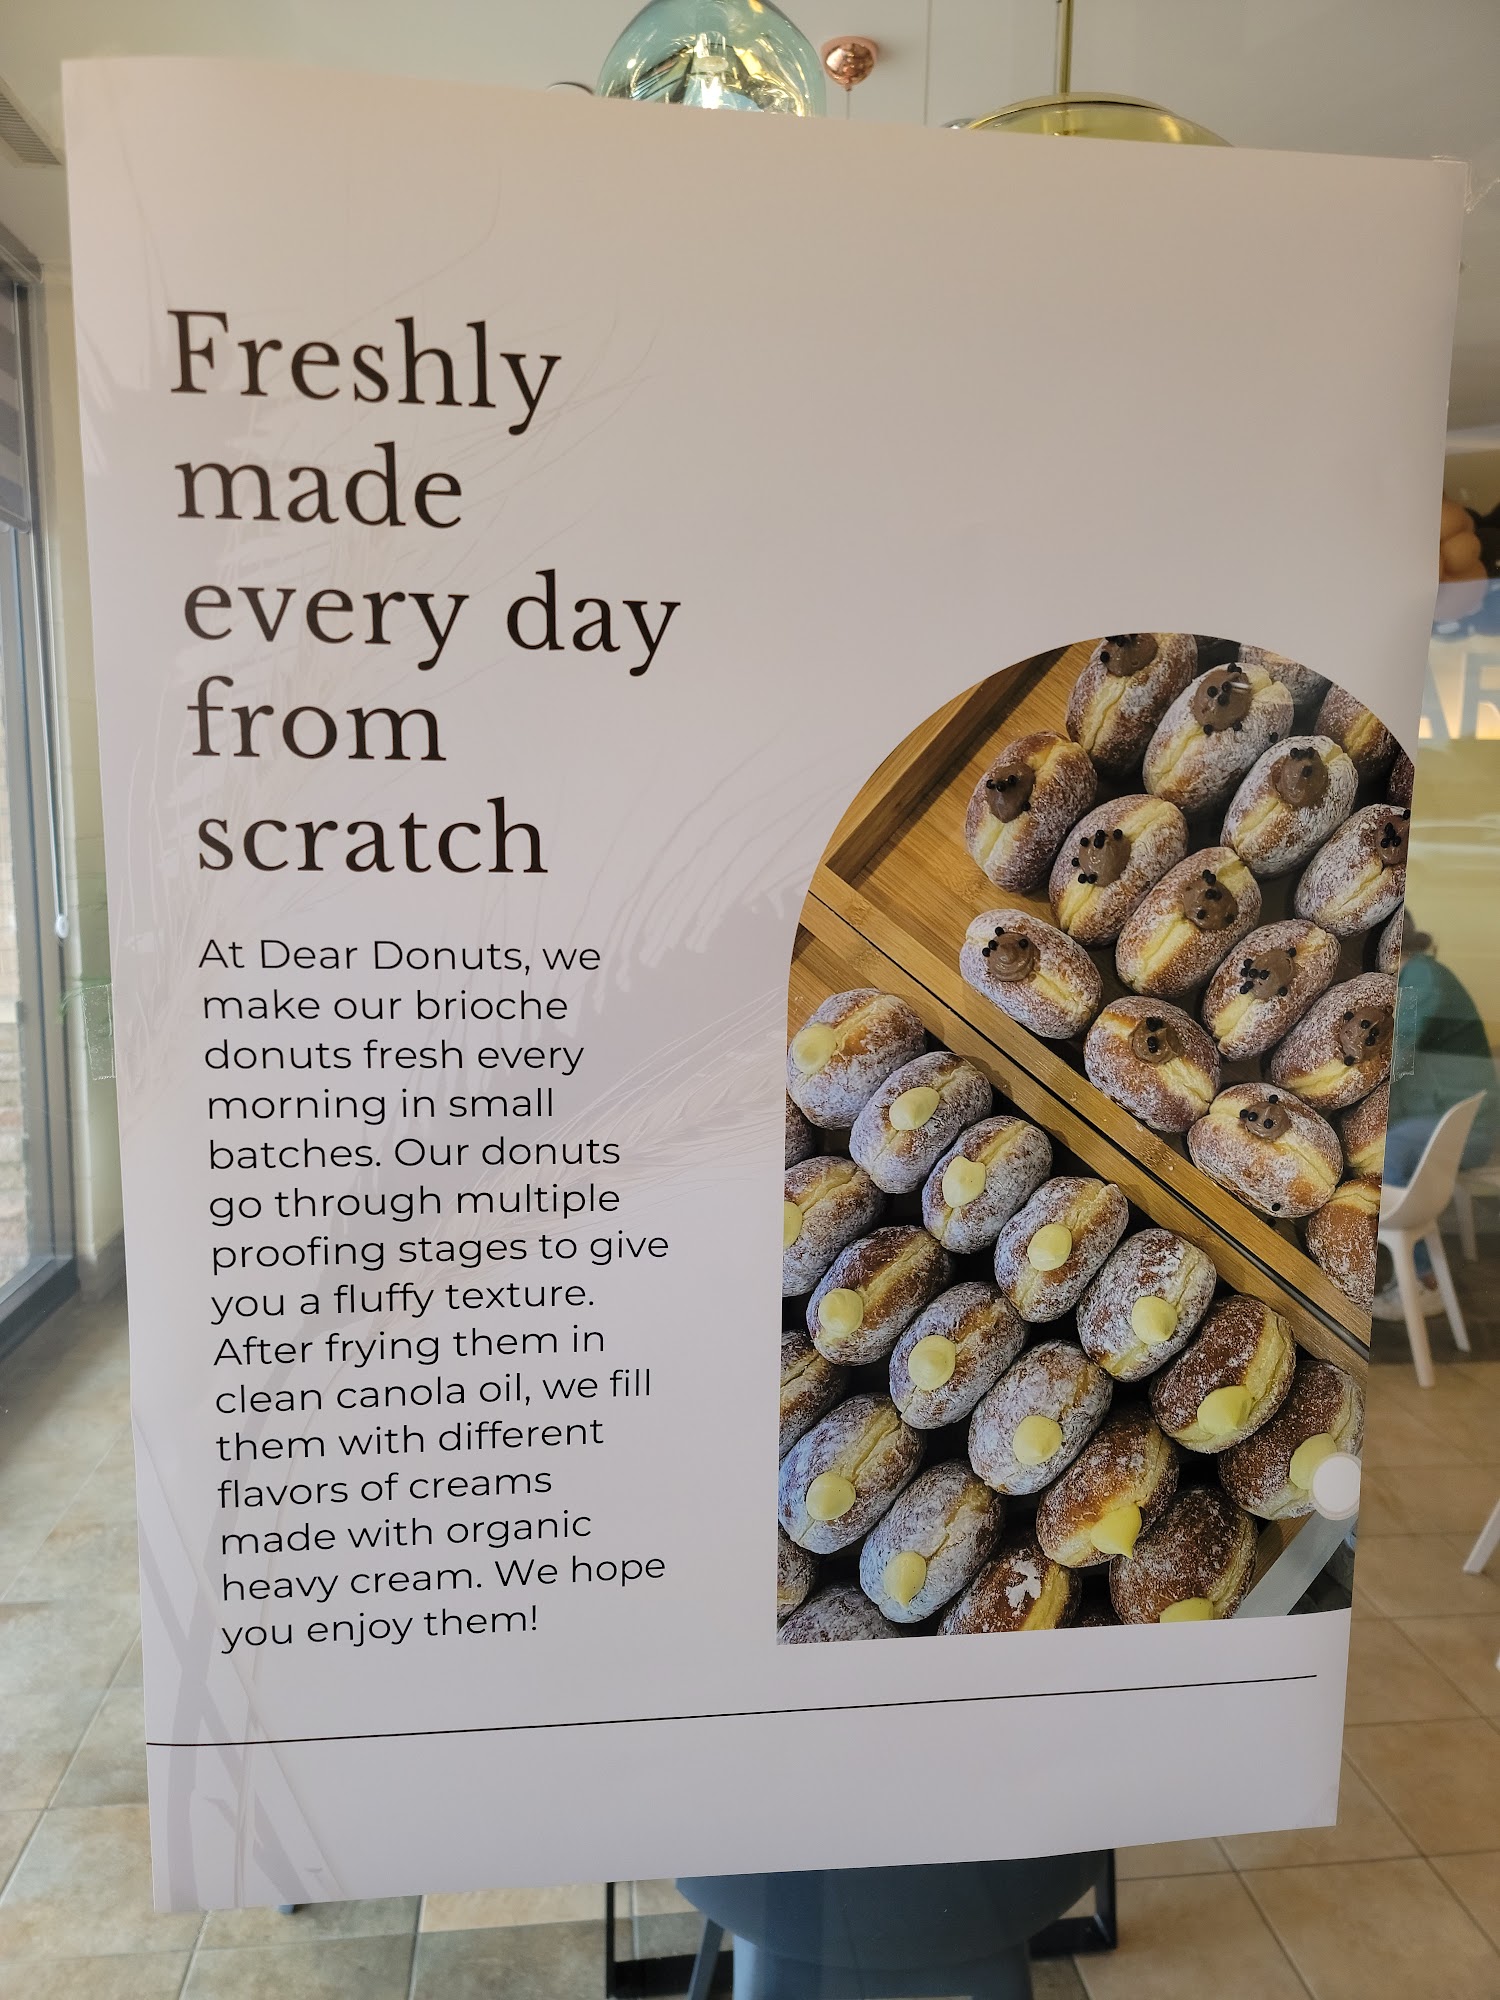 Freshly
made
every day
from
scratch
At Dear Donuts, we
make our brioche
donuts fresh every
morning in small
batches. Our donuts
go through multiple
proofing stages to give
you a fluffy texture.
After frying them in
clean canola oil, we fill
them with different
flavors of creams
made with organic
heavy cream. We hope
you enjoy them!